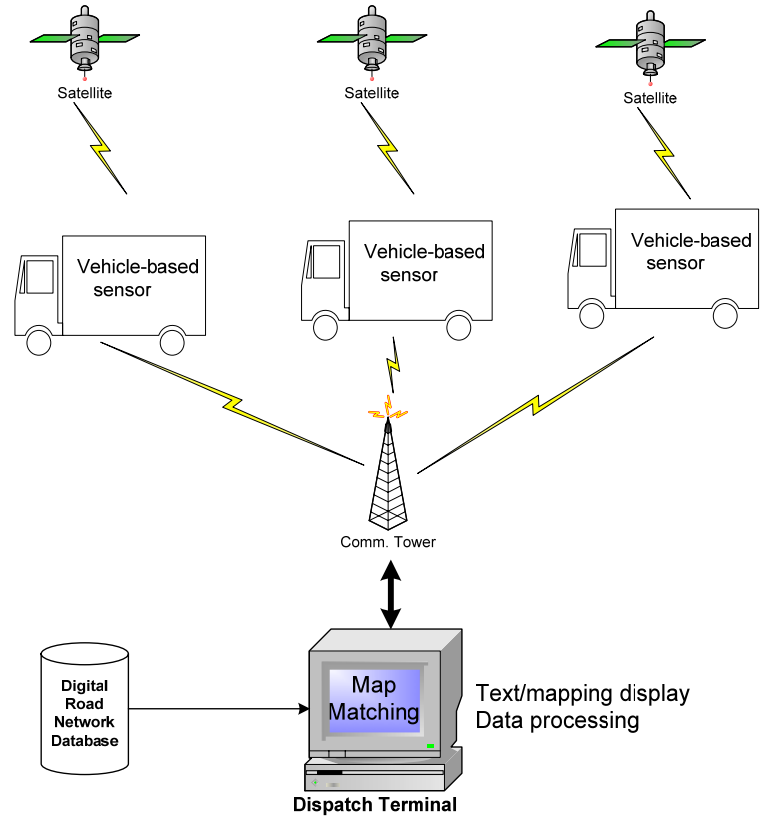 Satellite
Satellite
Satellite
Vehicle-based
sensor
Vehicle-based
sensor
Vehicle-based
sensor
Comm. Tower
Digital
Road
Network
Database
Map
Matching
Text/mapping display
Data processing
Dispatch Terminal